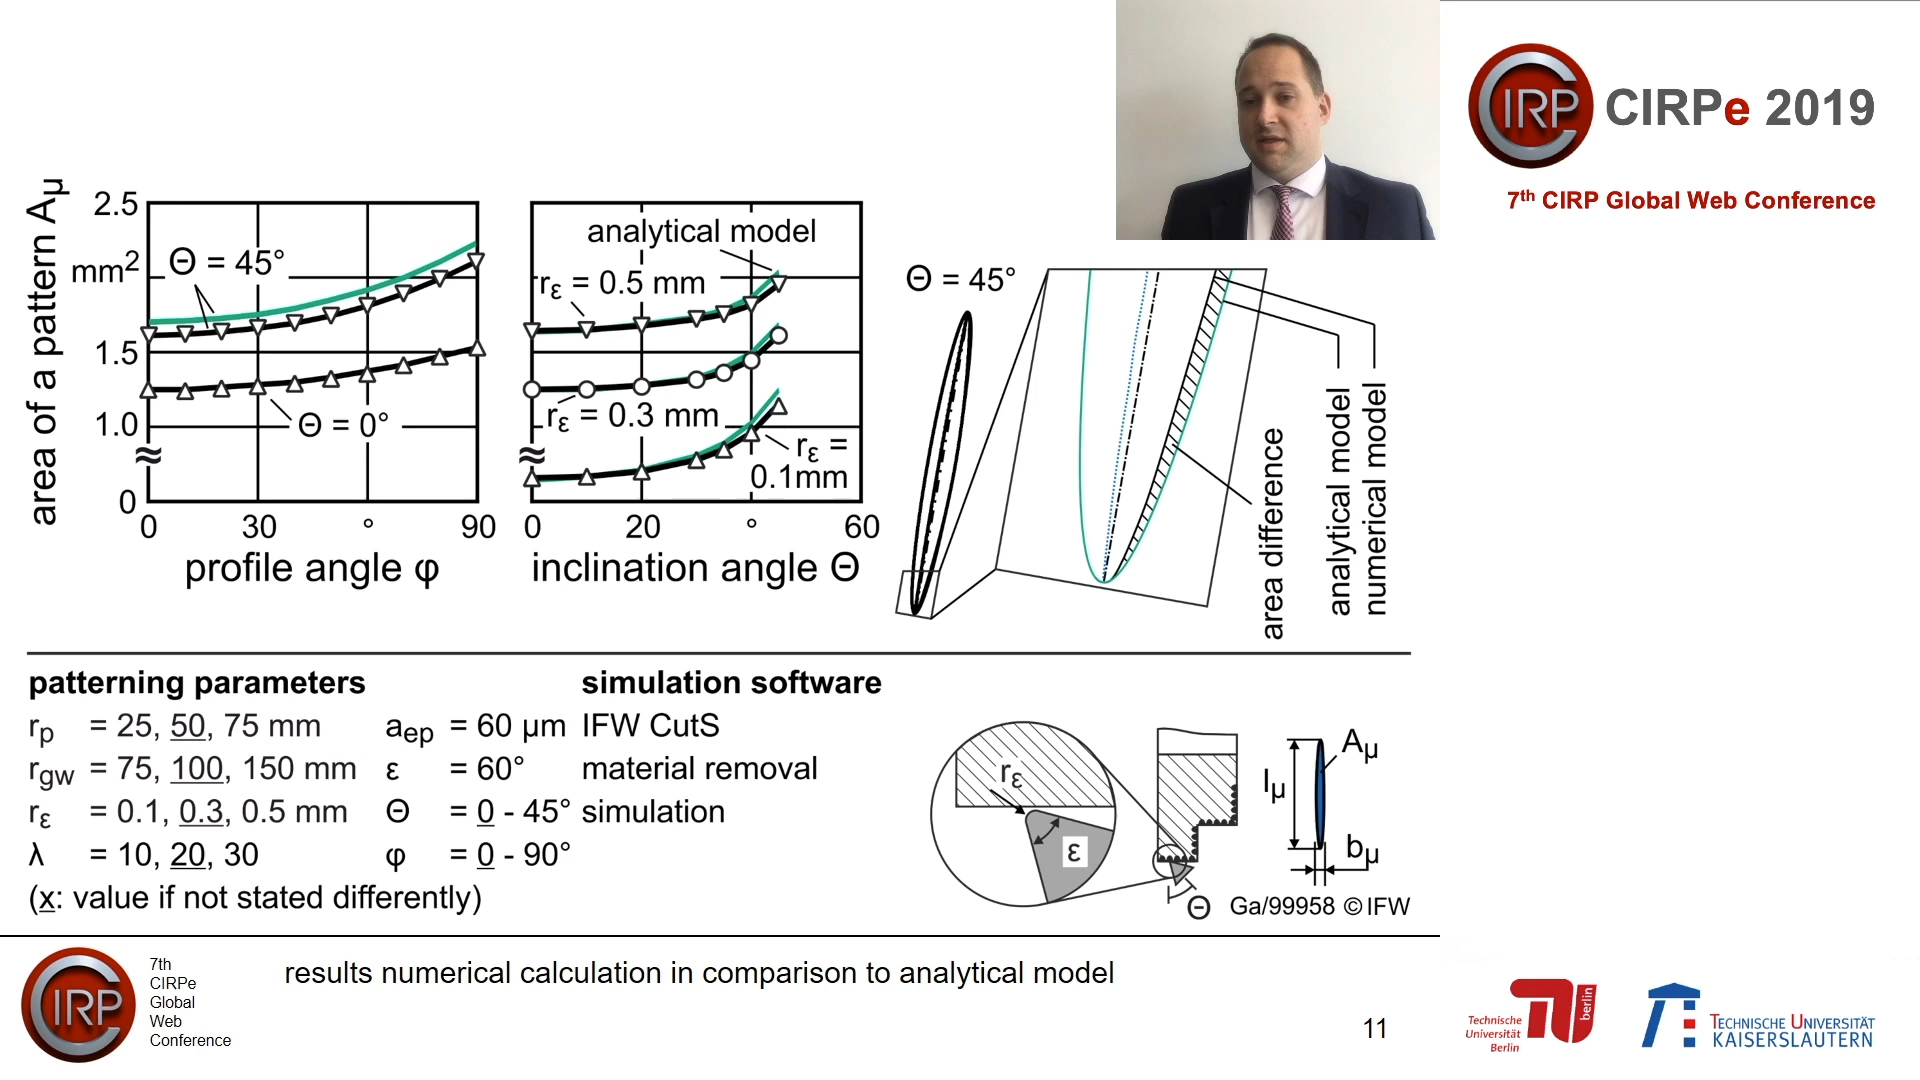 CIRP
CIRPe 2019
7th CIRP Global Web Conference
area of a pattern Aμ
2.5
mm²
1.5
1.0
0
Θ = 45°
Θ = 0°
0
30
°
90
profile angle φ
analytical model
rε = 0.5 mm
rε = 0.3 mm
rε =
0.1mm
0
20
°
60
inclination angle Θ
Θ = 45°
area difference
analytical model
numerical model
patterning parameters
rp = 25, 50, 75 mm
rgw = 75, 100, 150 mm
rε = 0.1, 0.3, 0.5 mm
λ = 10, 20, 30
(x: value if not stated differently)
aep = 60 μm
ε = 60°
Θ = 0 - 45°
φ = 0 - 90°
simulation software
IFW CutS
material removal
simulation
rε
ε
Θ
lμ
Aμ
bμ
Ga/99958 © IFW
CIRP
7th
CIRPe
Global
Web
Conference
results numerical calculation in comparison to analytical model
11
Technische
Universität
Berlin
berlin
TECHNISCHE UNIVERSITÄT
KAISERSLAUTERN